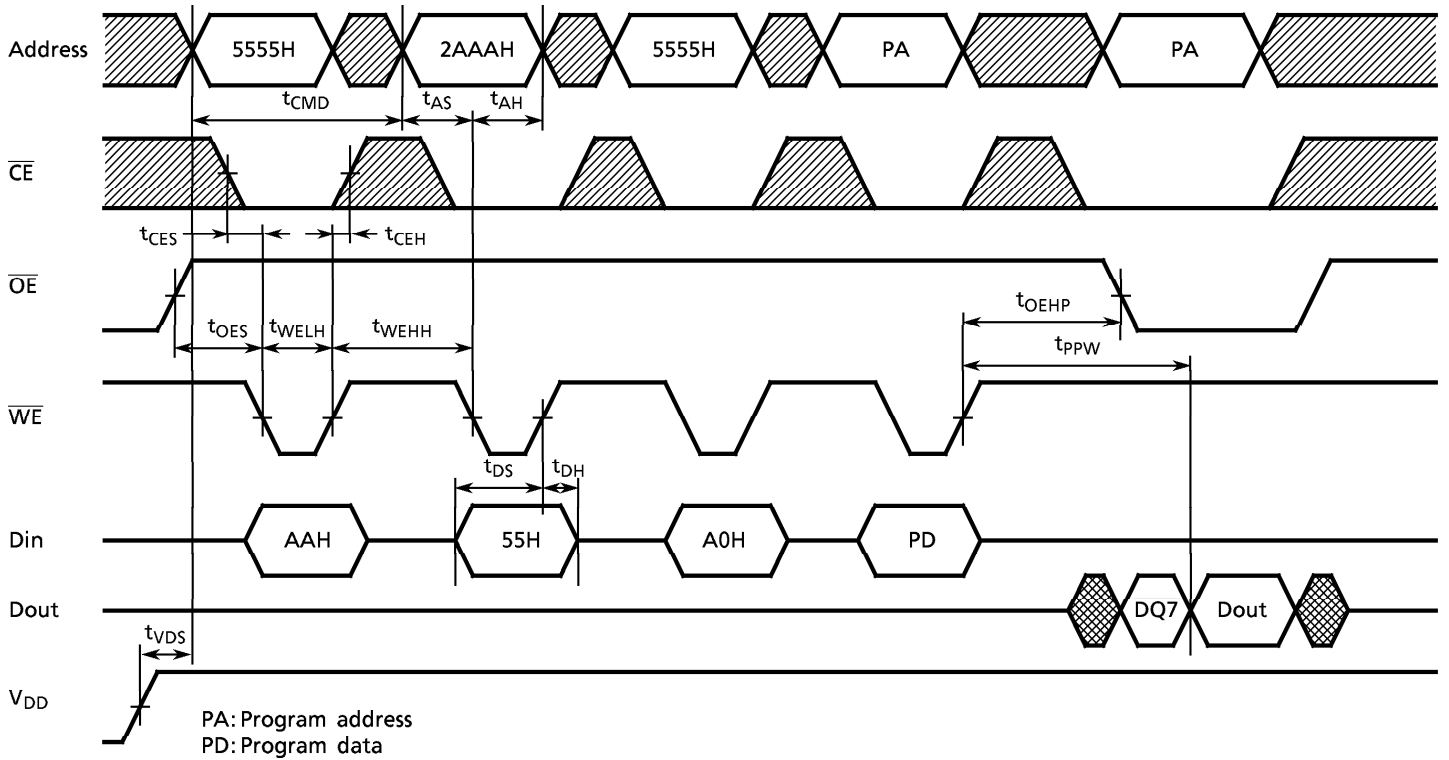 Address 5555H 2AAAH 5555H PA PA
tCMD tAS tAH
CE
tCES tCEH
OE
tOES tWELH tWEHH tOEHP
tPPW
WE
tDS tDH
Din AAH 55H A0H PD
Dout DQ7 Dout
tVDS
VDD
PA: Program address
PD: Program data